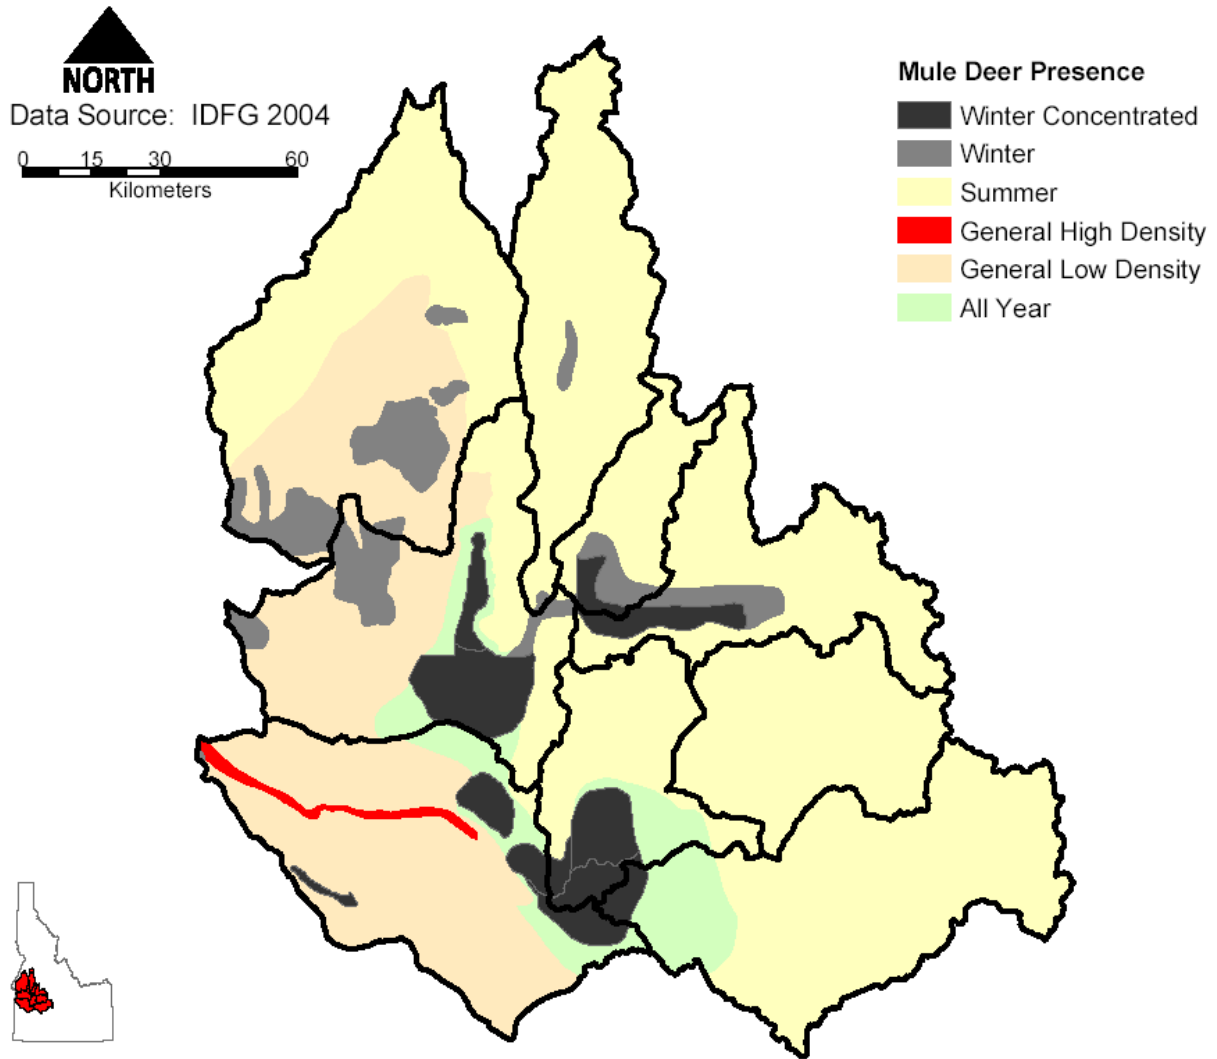 NORTH
Data Source: IDFG 2004
0 15 30 60
Kilometers
Mule Deer Presence
Winter Concentrated
Winter
Summer
General High Density
General Low Density
All Year